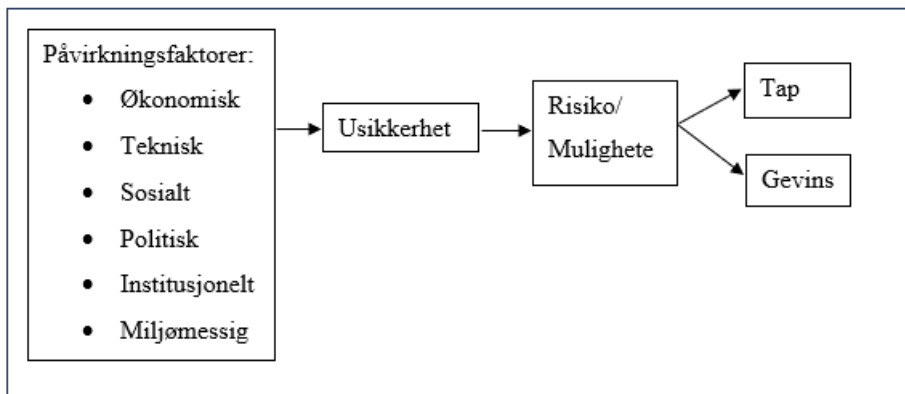 Påvirkningsfaktorer:
• Økonomisk
• Teknisk
• Sosialt
• Politisk
• Institusjonelt
• Miljømessig
Usikkerhet
Risiko/
Mulighete
Tap
Gevins